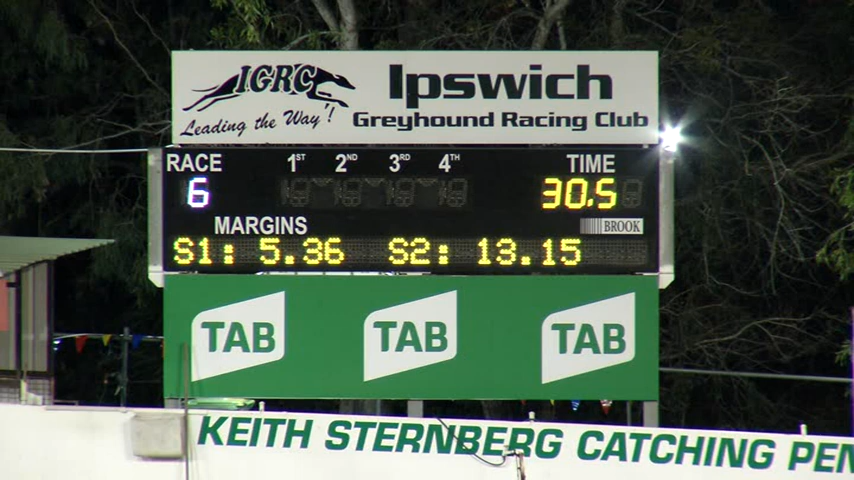 IGRC
Leading the Way'!
Ipswich
Greyhound Racing Club
RACE 1ST 2ND 3RD 4TH TIME
6 30.5
MARGINS BROOK
S1: 5.36 S2: 13.15
TAB TAB TAB
KEITH STERNBERG CATCHING PEN